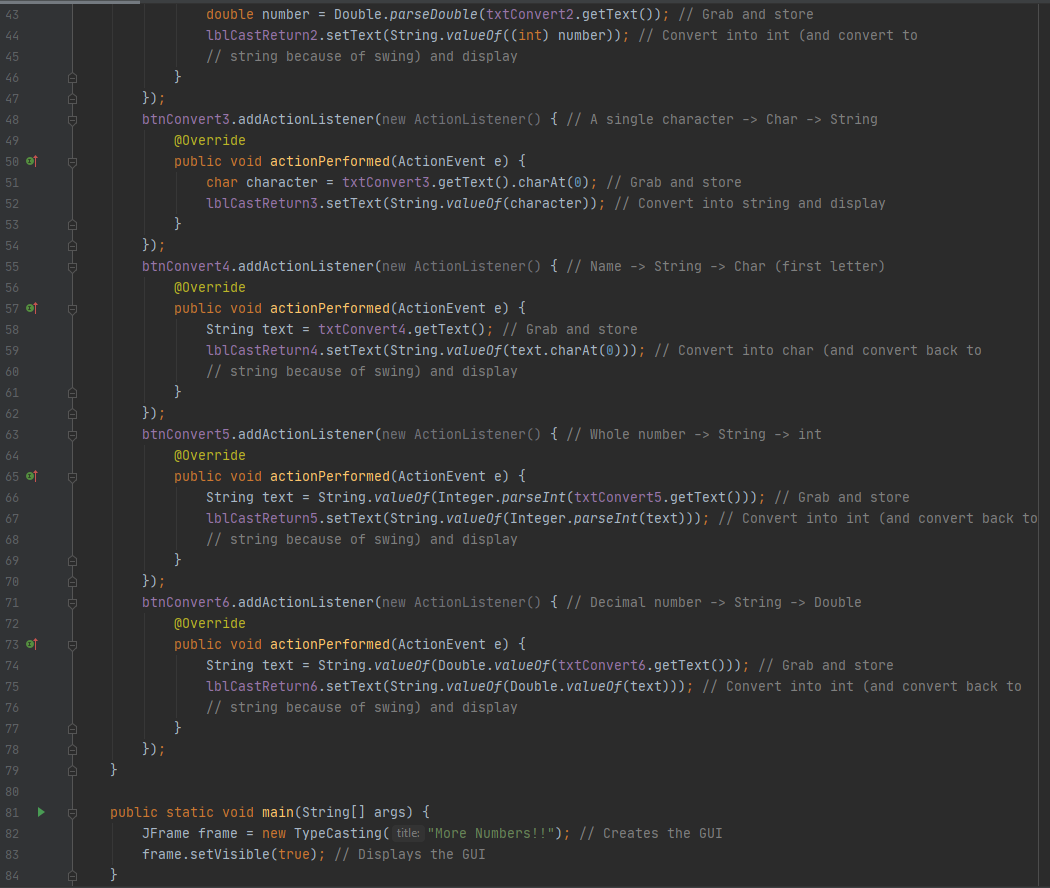 43 double number = Double.parseDouble(txtConvert2.getText()); // Grab and store
44 lblCastReturn2.setText(String.valueOf((int) number)); // Convert into int (and convert to
45 // string because of swing) and display
46 }
47 });
48 btnConvert3.addActionListener(new ActionListener() { // A single character -> Char -> String
49 @Override
50 public void actionPerformed(ActionEvent e) {
51 char character = txtConvert3.getText().charAt(0); // Grab and store
52 lblCastReturn3.setText(String.valueOf(character)); // Convert into string and display
53 }
54 });
55 btnConvert4.addActionListener(new ActionListener() { // Name -> String -> Char (first letter)
56 @Override
57 public void actionPerformed(ActionEvent e) {
58 String text = txtConvert4.getText(); // Grab and store
59 lblCastReturn4.setText(String.valueOf(text.charAt(0))); // Convert into char (and convert back to
60 // string because of swing) and display
61 }
62 });
63 btnConvert5.addActionListener(new ActionListener() { // Whole number -> String -> int
64 @Override
65 public void actionPerformed(ActionEvent e) {
66 String text = String.valueOf(Integer.parseInt(txtConvert5.getText())); // Grab and store
67 lblCastReturn5.setText(String.valueOf(Integer.parseInt(text))); // Convert into int (and convert back to
68 // string because of swing) and display
69 }
70 });
71 btnConvert6.addActionListener(new ActionListener() { // Decimal number -> String -> Double
72 @Override
73 public void actionPerformed(ActionEvent e) {
74 String text = String.valueOf(Double.valueOf(txtConvert6.getText())); // Grab and store
75 lblCastReturn6.setText(String.valueOf(Double.valueOf(text))); // Convert into int (and convert back to
76 // string because of swing) and display
77 }
78 });
79 }
80
81 public static void main(String[] args) {
82 JFrame frame = new TypeCasting( title: "More Numbers!!"); // Creates the GUI
83 frame.setVisible(true); // Displays the GUI
84 }